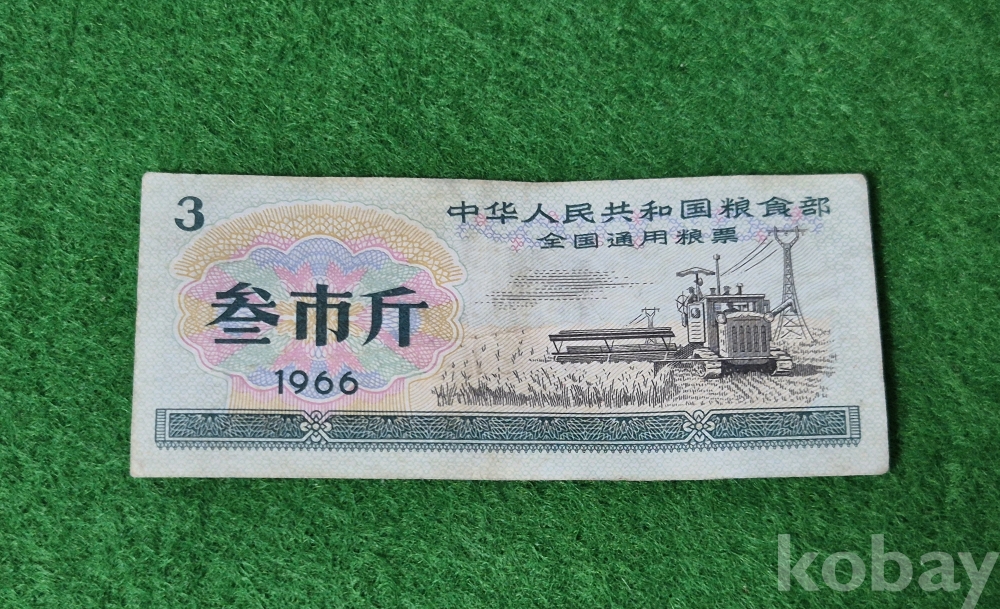 3
中华人民共和国粮食部
全国通用粮票
叁市斤
1966
kobay